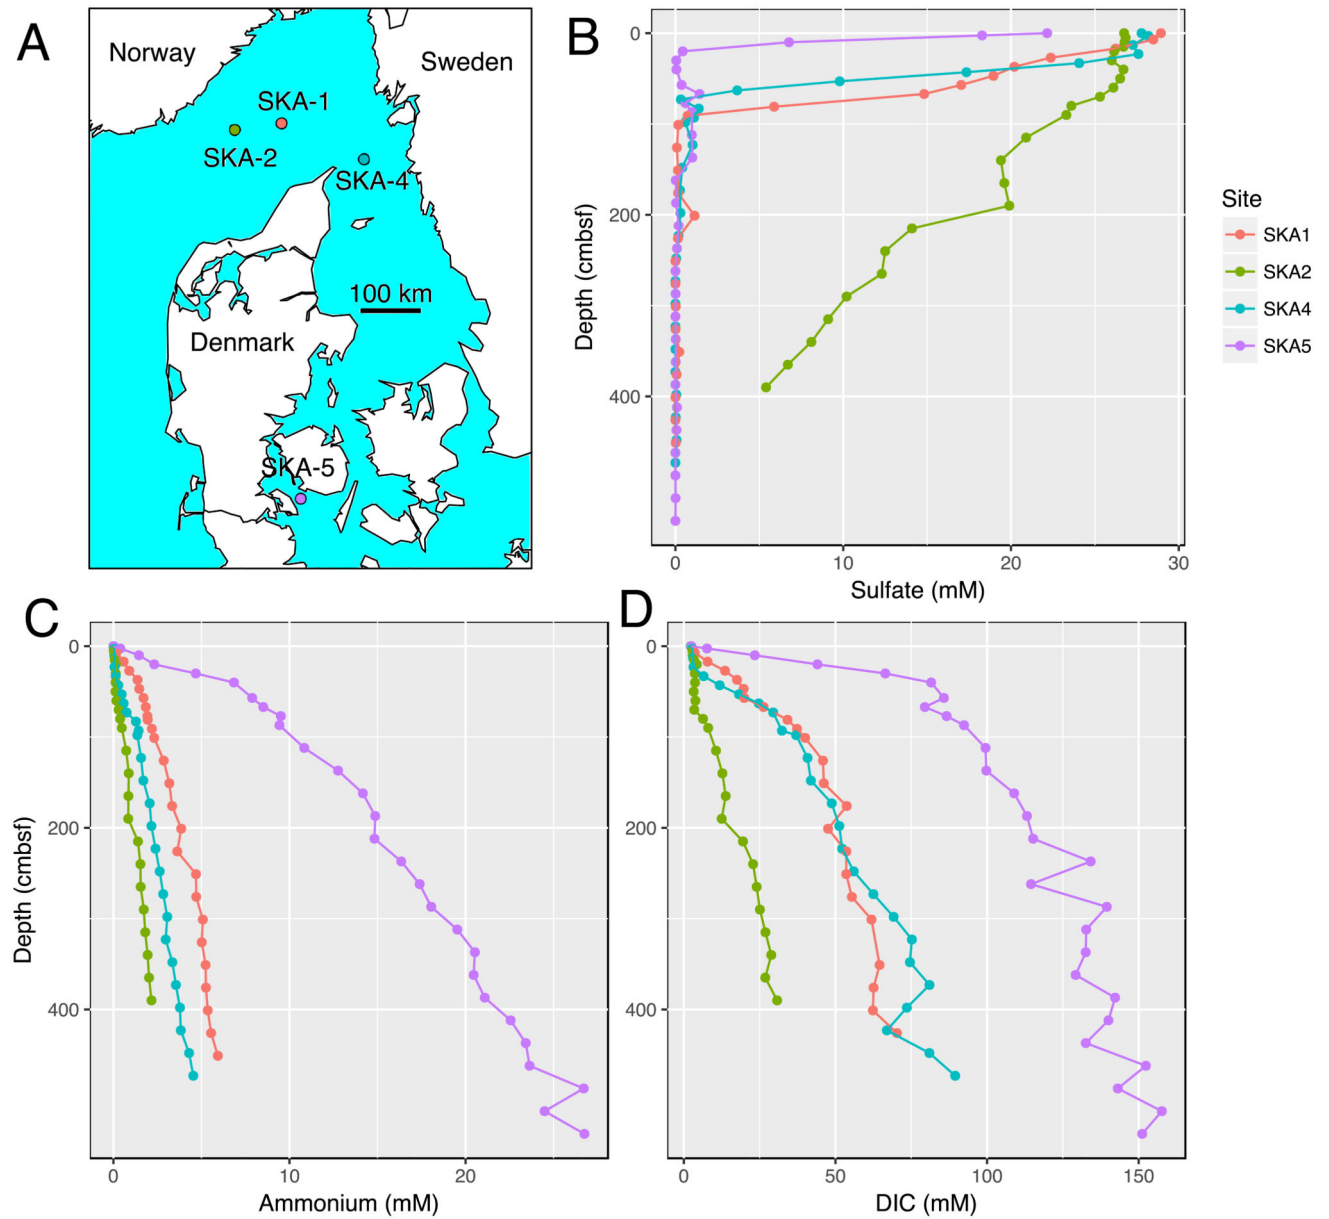 A
Norway
Sweden
SKA-1
SKA-2
SKA-4
100 km
Denmark
SKA-5
B
0
200
400
Depth (cmbsf)
0 10 20 30
Sulfate (mM)
Site
SKA1
SKA2
SKA4
SKA5
C
0
200
400
Depth (cmbsf)
0 10 20
Ammonium (mM)
D
0
200
400
0 50 100 150
DIC (mM)